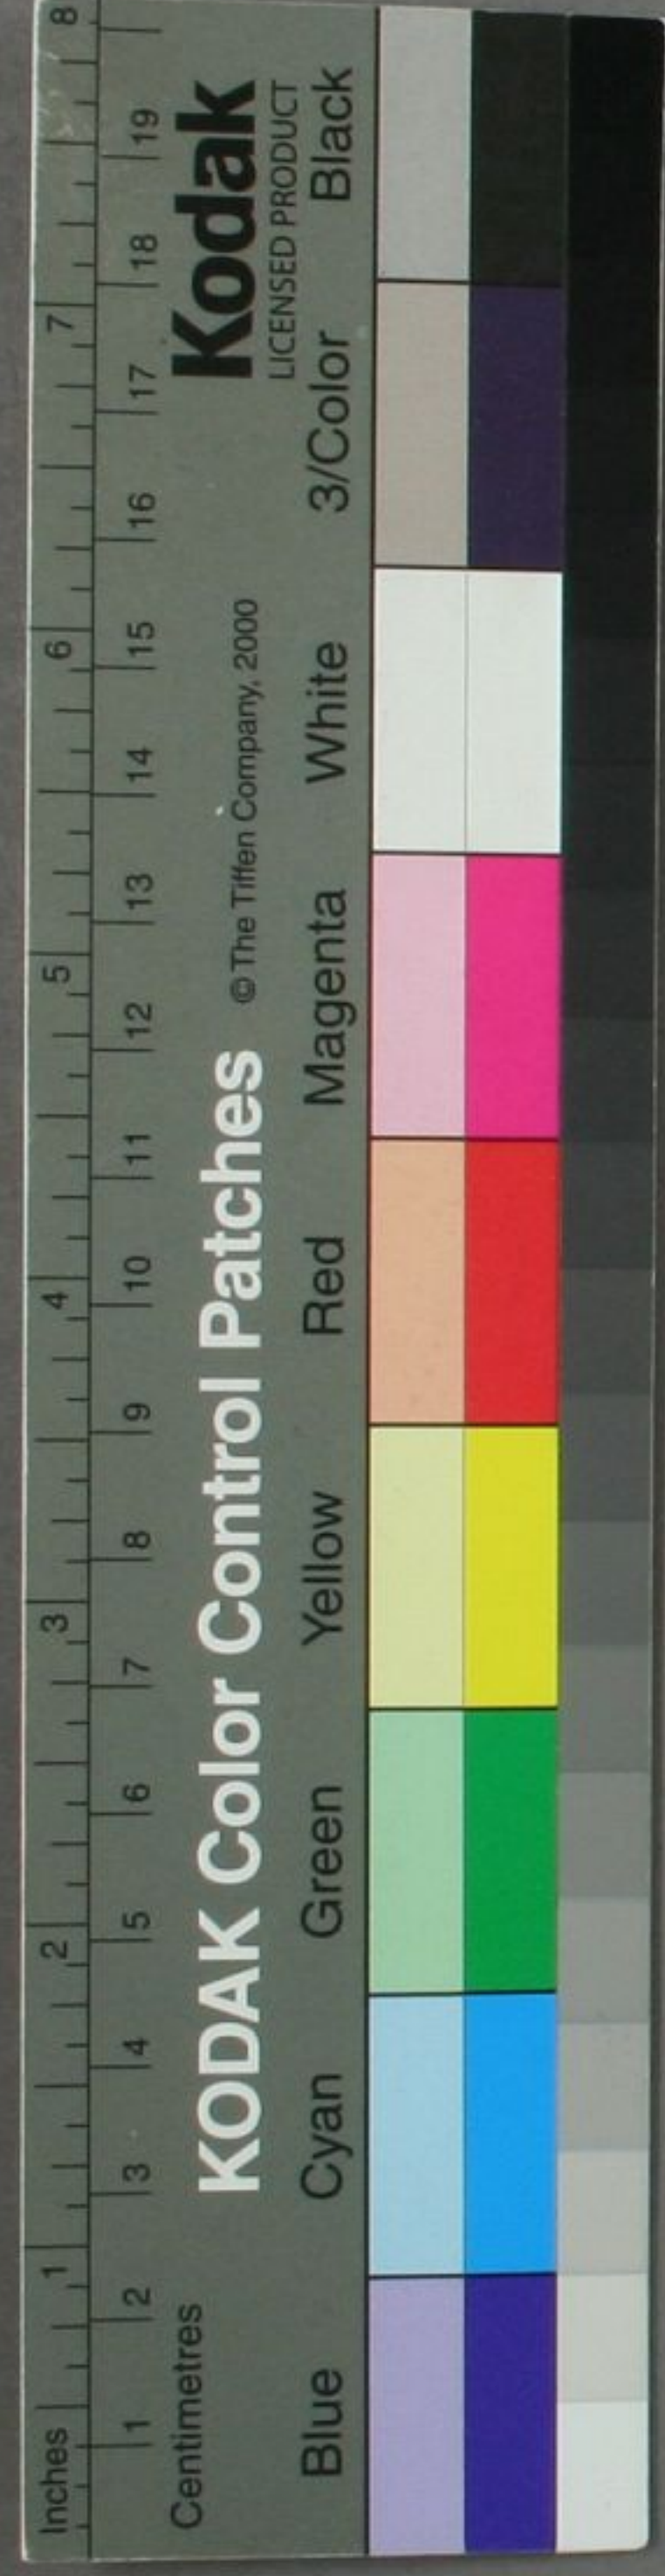 Inches 1 2 3 4 5 6 7 8
1 2 3 4 5 6 7 8 9 10 11 12 13 14 15 16 17 18 19
Centimetres
KODAK Color Control Patches © The Tiffen Company, 2000 Kodak
LICENSED PRODUCT
Blue Cyan Green Yellow Red Magenta White 3/Color Black